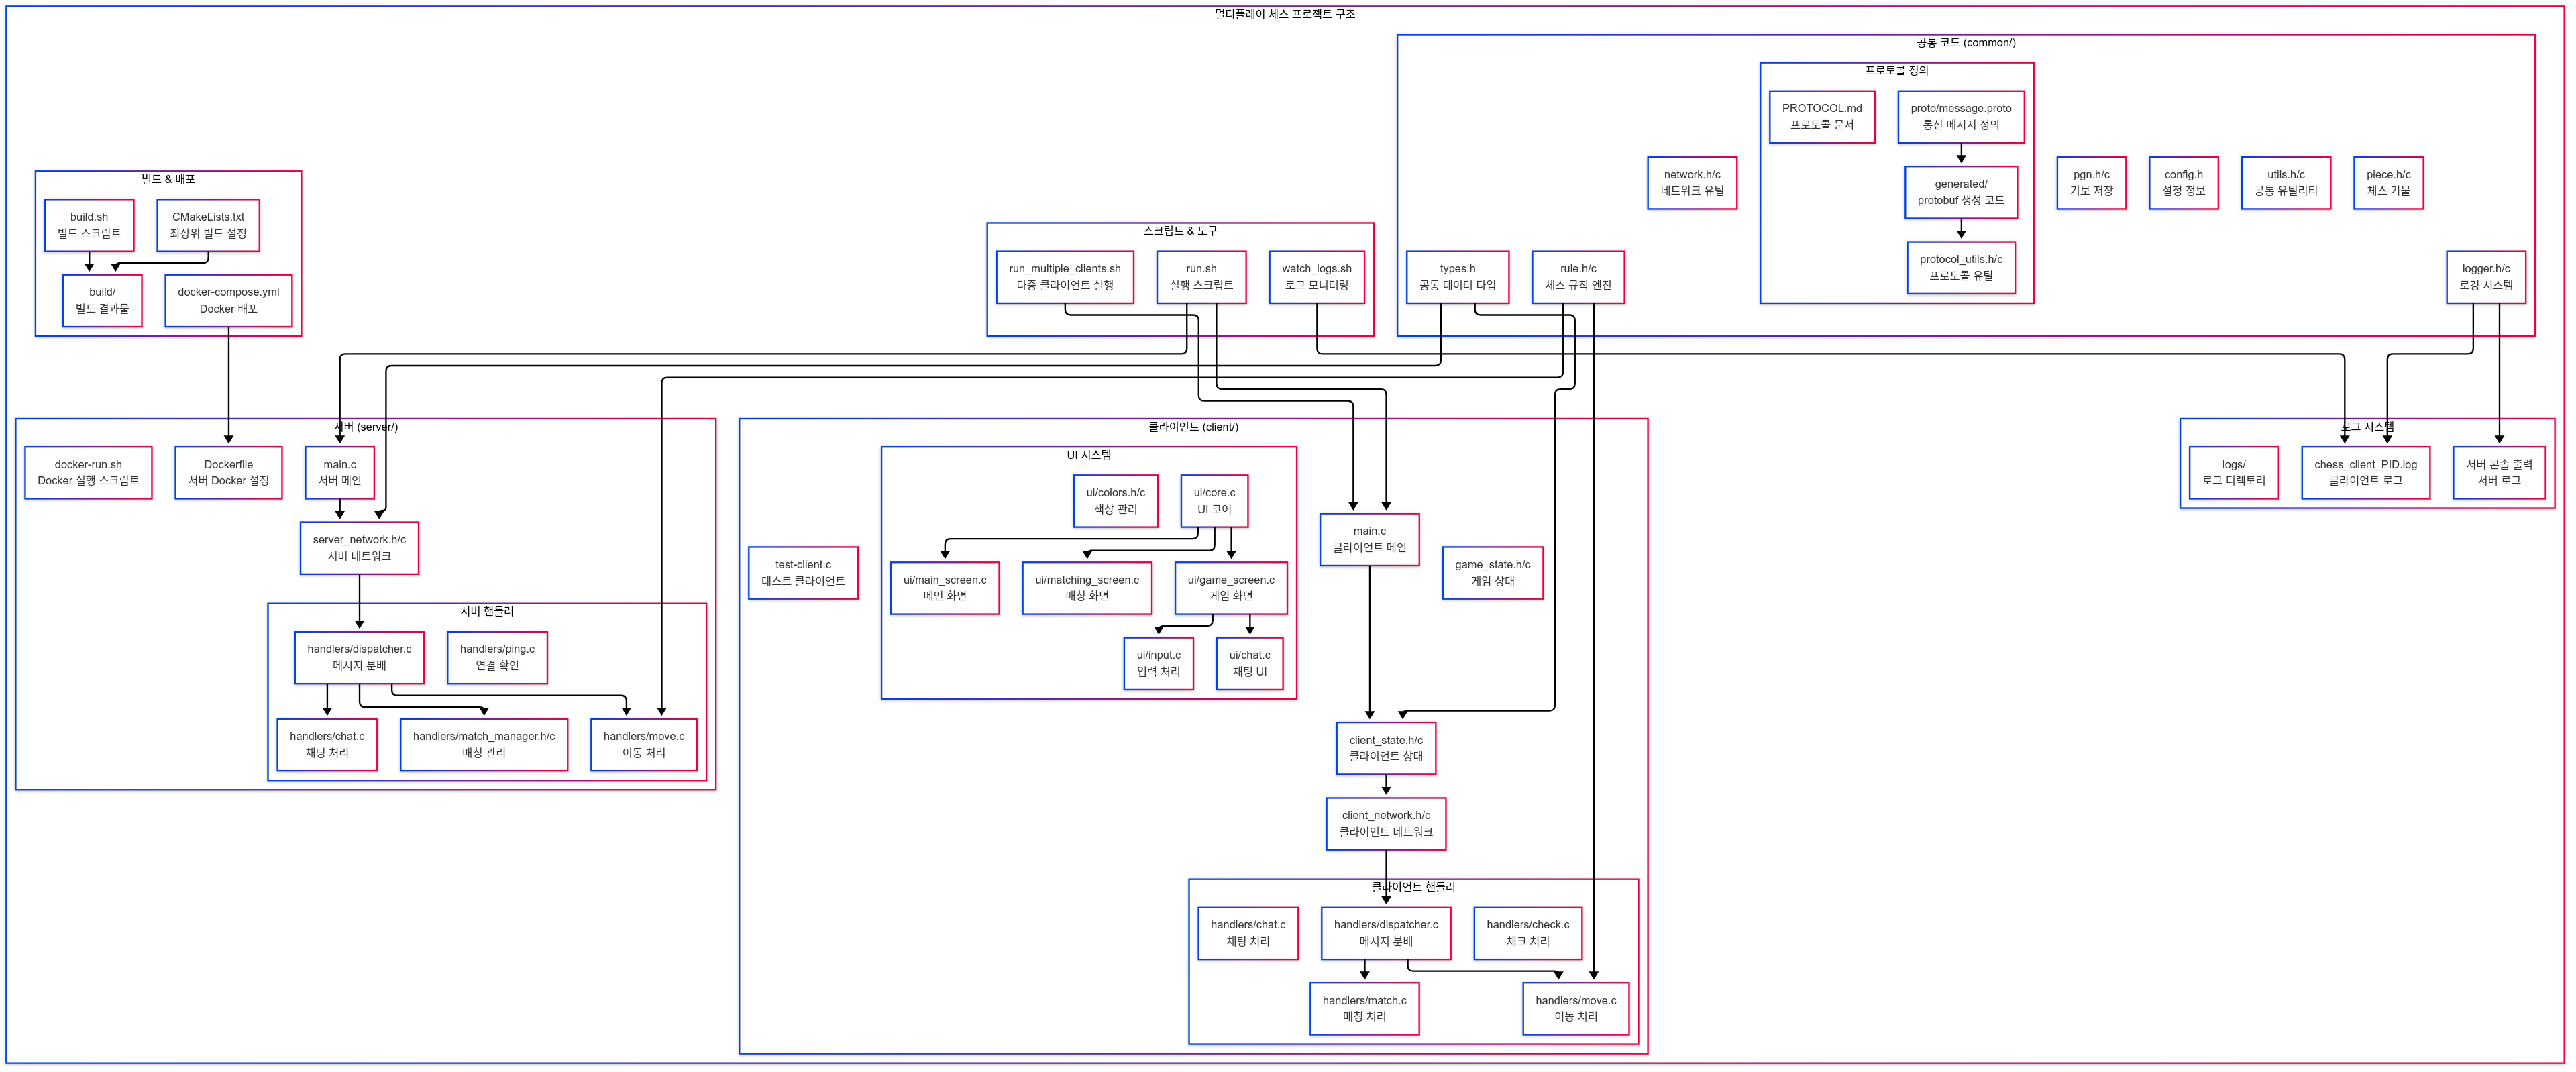 멀티플레이 체스 프로젝트 구조
공통 코드 (common/)
프로토콜 정의
PROTOCOL.md
프로토콜 문서
proto/message.proto
통신 메시지 정의
generated/
protobuf 생성 코드
protocol_utils.h/c
프로토콜 유틸
network.h/c
네트워크 유틸
pgn.h/c
기보 저장
config.h
설정 정보
utils.h/c
공통 유틸리티
piece.h/c
체스 기물
types.h
공통 데이터 타입
rule.h/c
체스 규칙 엔진
logger.h/c
로깅 시스템
빌드 & 배포
build.sh
빌드 스크립트
CMakeLists.txt
최상위 빌드 설정
build/
빌드 결과물
docker-compose.yml
Docker 배포
스크립트 & 도구
run_multiple_clients.sh
다중 클라이언트 실행
run.sh
실행 스크립트
watch_logs.sh
로그 모니터링
서버 (server/)
docker-run.sh
Docker 실행 스크립트
Dockerfile
서버 Docker 설정
main.c
서버 메인
server_network.h/c
서버 네트워크
서버 핸들러
handlers/dispatcher.c
메시지 분배
handlers/ping.c
연결 확인
handlers/chat.c
채팅 처리
handlers/match_manager.h/c
매칭 관리
handlers/move.c
이동 처리
클라이언트 (client/)
UI 시스템
ui/colors.h/c
색상 관리
ui/core.c
UI 코어
ui/main_screen.c
메인 화면
ui/matching_screen.c
매칭 화면
ui/game_screen.c
게임 화면
ui/input.c
입력 처리
ui/chat.c
채팅 UI
test-client.c
테스트 클라이언트
main.c
클라이언트 메인
game_state.h/c
게임 상태
client_state.h/c
클라이언트 상태
client_network.h/c
클라이언트 네트워크
클라이언트 핸들러
handlers/chat.c
채팅 처리
handlers/dispatcher.c
메시지 분배
handlers/check.c
체크 처리
handlers/match.c
매칭 처리
handlers/move.c
이동 처리
로그 시스템
logs/
로그 디렉토리
chess_client_PID.log
클라이언트 로그
서버 콘솔 출력
서버 로그